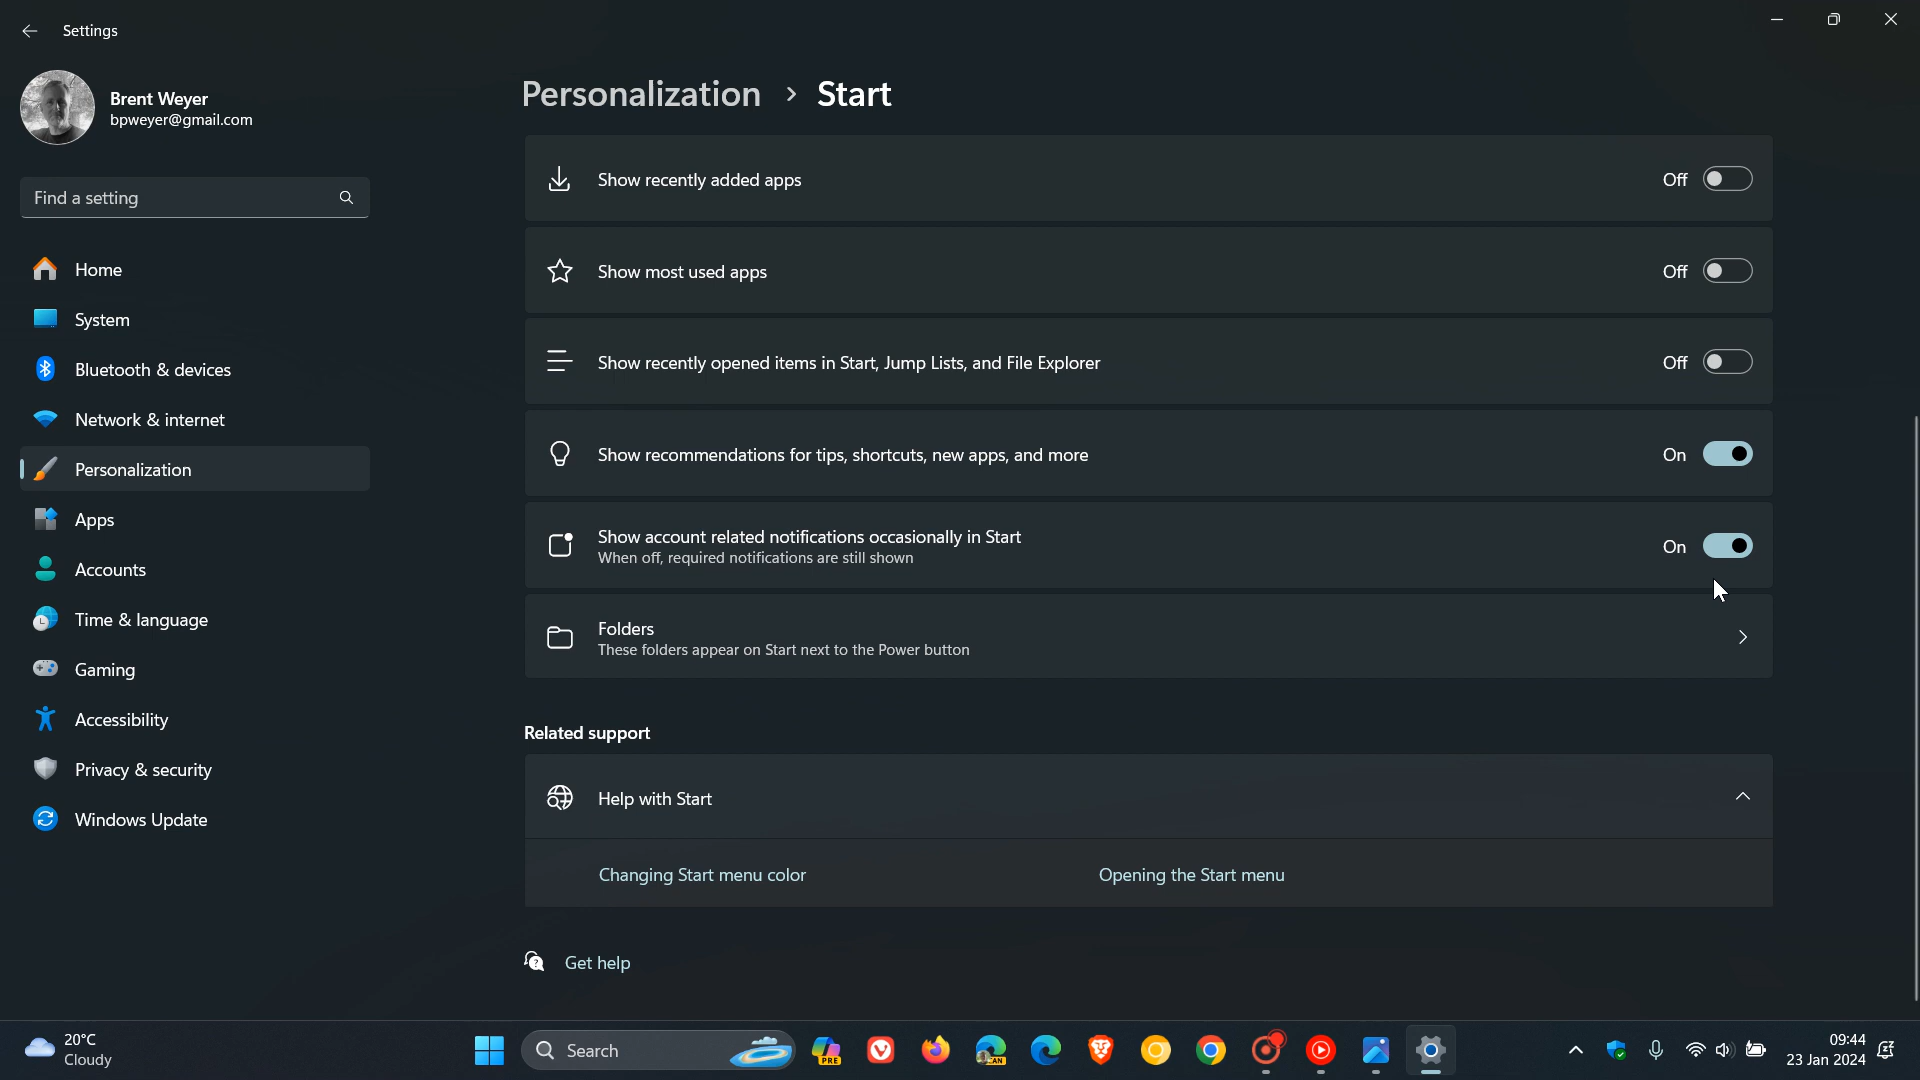 Settings
Brent Weyer
bpweyer@gmail.com
Find a setting
Home
System
Bluetooth & devices
Network & internet
Personalization
Apps
Accounts
Time & language
Gaming
Accessibility
Privacy & security
Windows Update
Personalization > Start
Show recently added apps Off
Show most used apps Off
Show recently opened items in Start, Jump Lists, and File Explorer Off
Show recommendations for tips, shortcuts, new apps, and more On
Show account related notifications occasionally in Start On
When off, required notifications are still shown
Folders
These folders appear on Start next to the Power button
Related support
Help with Start
Changing Start menu color Opening the Start menu
Get help
20°C
Cloudy
Search
PRE
CAN
09:44
23 Jan 2024